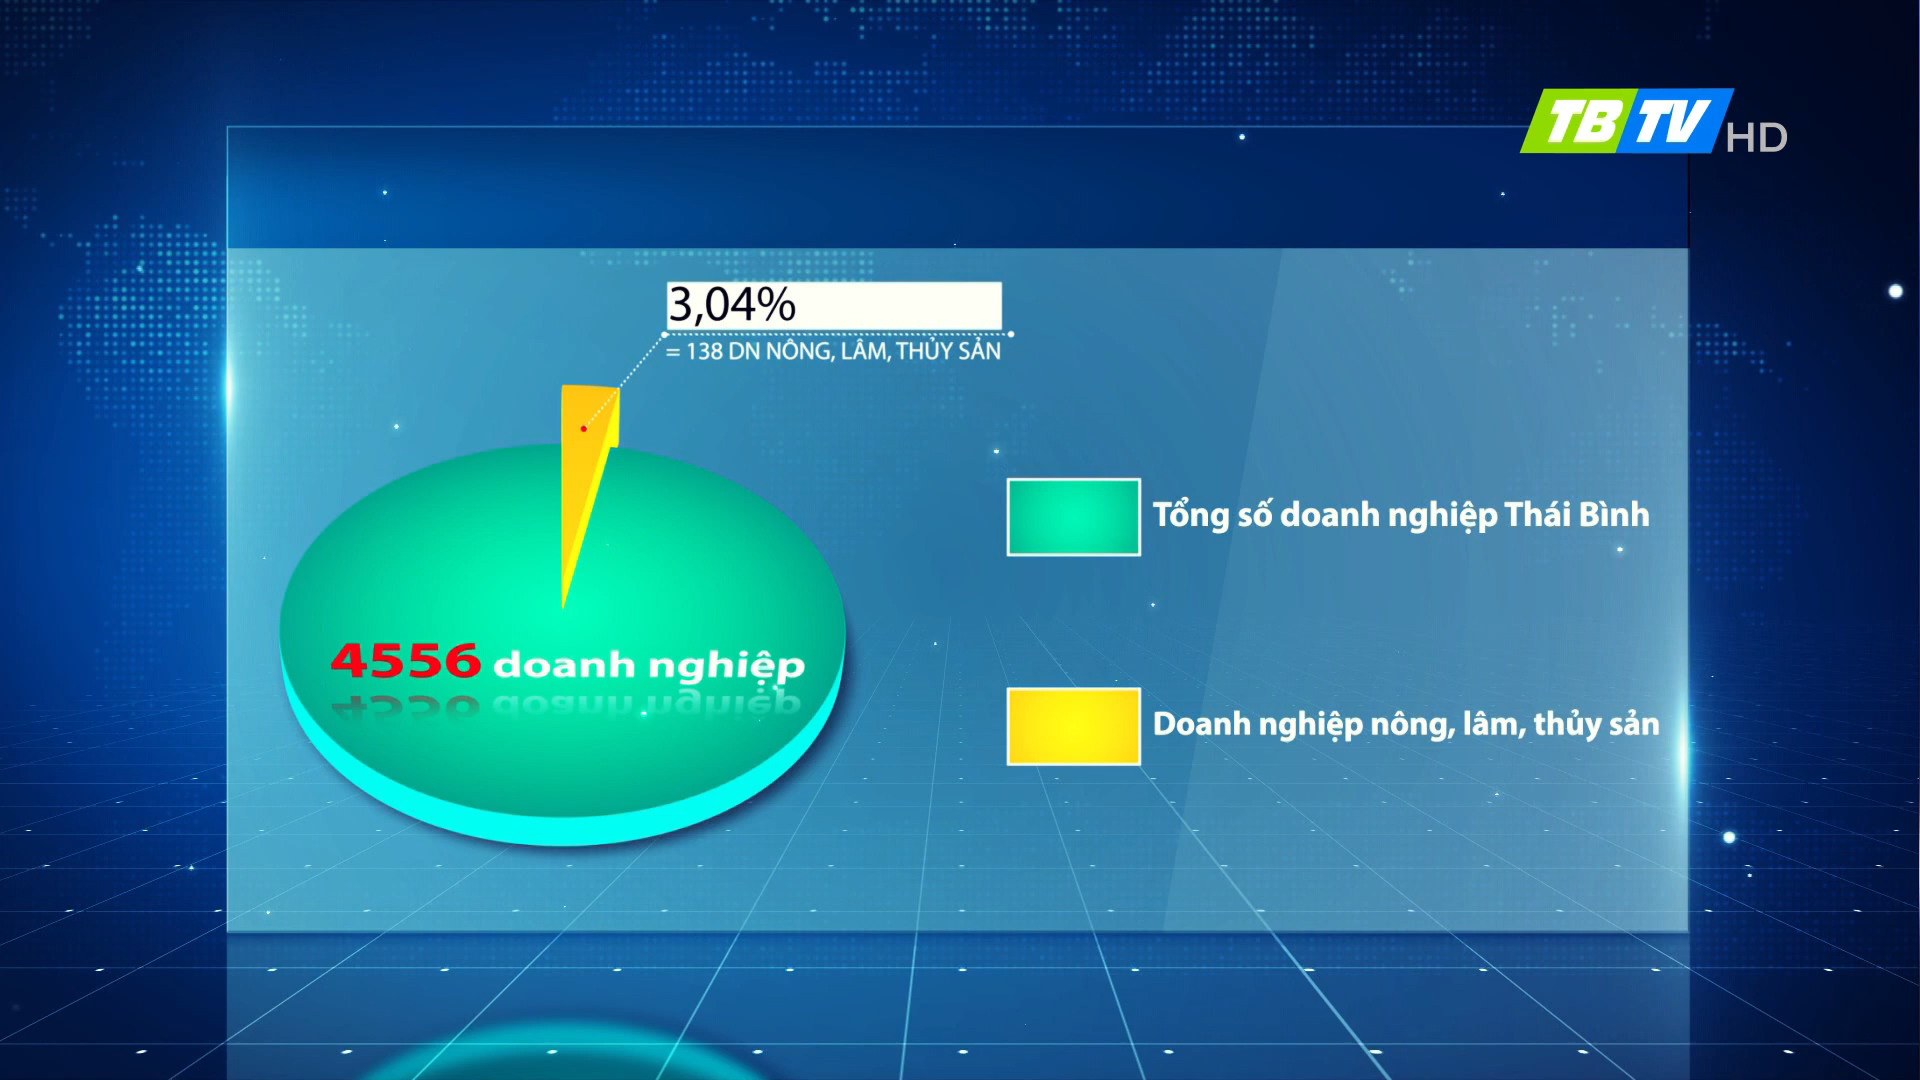 TBTV HD
3,04%
= 138 DN NÔNG, LÂM, THỦY SẢN
Tổng số doanh nghiệp Thái Bình
4556 doanh nghiệp
Doanh nghiệp nông, lâm, thủy sản